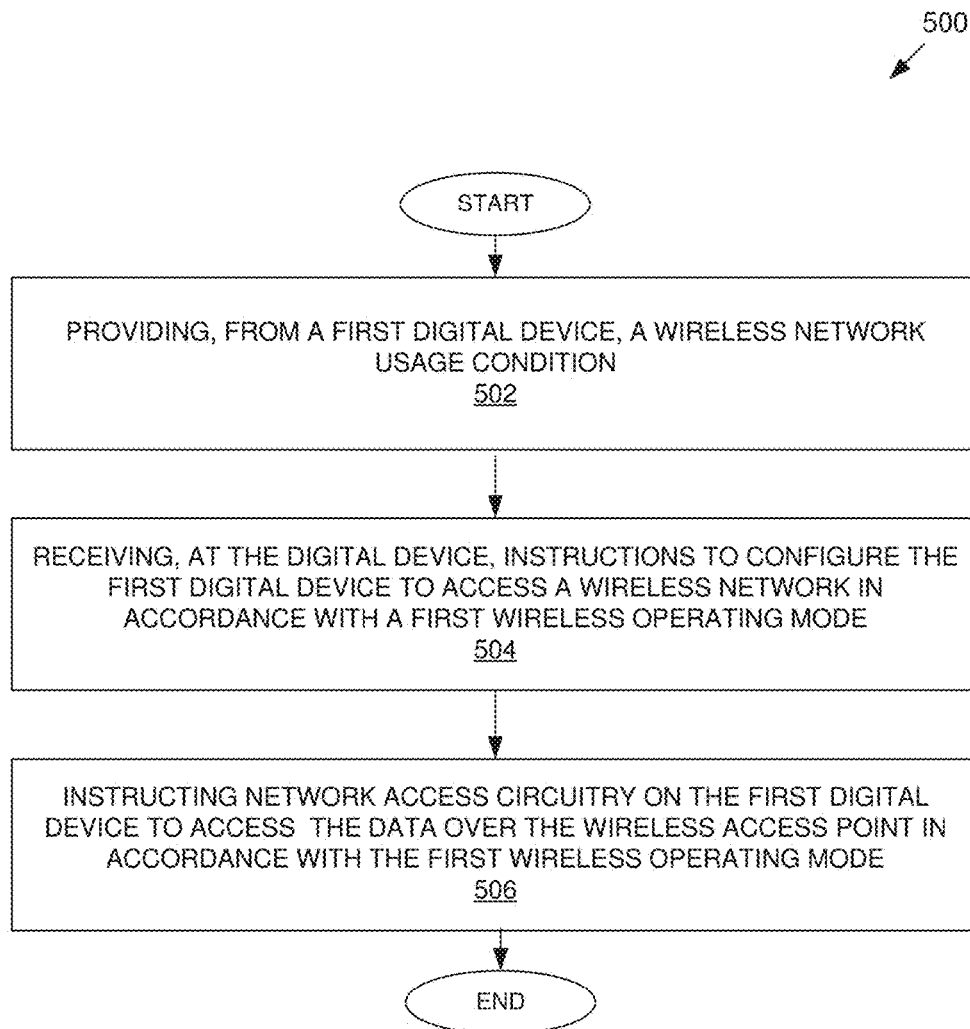 500
START
PROVIDING, FROM A FIRST DIGITAL DEVICE, A WIRELESS NETWORK
USAGE CONDITION
502
RECEIVING, AT THE DIGITAL DEVICE, INSTRUCTIONS TO CONFIGURE THE
FIRST DIGITAL DEVICE TO ACCESS A WIRELESS NETWORK IN
ACCORDANCE WITH A FIRST WIRELESS OPERATING MODE
504
INSTRUCTING NETWORK ACCESS CIRCUITRY ON THE FIRST DIGITAL
DEVICE TO ACCESS THE DATA OVER THE WIRELESS ACCESS POINT IN
ACCORDANCE WITH THE FIRST WIRELESS OPERATING MODE
506
END